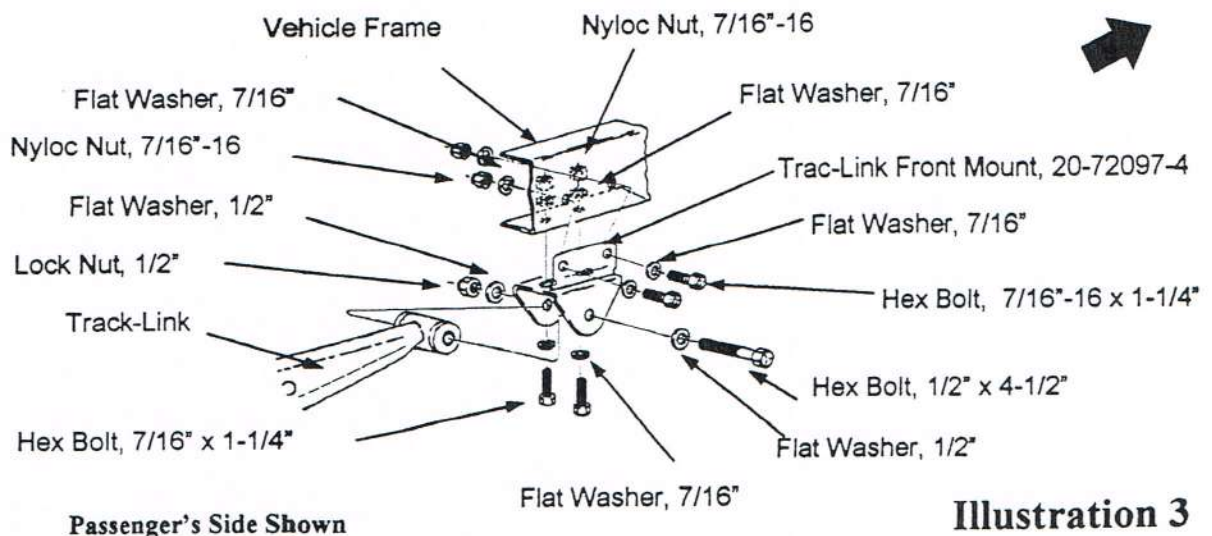 Vehicle Frame
Nyloc Nut, 7/16"-16
Flat Washer, 7/16"
Flat Washer, 7/16"
Nyloc Nut, 7/16"-16
Trac-Link Front Mount, 20-72097-4
Flat Washer, 1/2"
Flat Washer, 7/16"
Lock Nut, 1/2"
Hex Bolt, 7/16"-16 x 1-1/4"
Track-Link
Hex Bolt, 1/2" x 4-1/2"
Hex Bolt, 7/16" x 1-1/4"
Flat Washer, 1/2"
Flat Washer, 7/16"
Passenger's Side Shown
Illustration 3